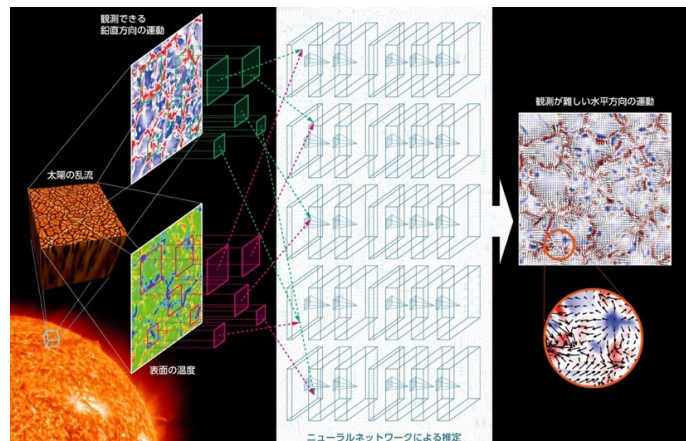 観測できる
鉛直方向の運動
太陽の乱流
表面の温度
ニューラルネットワークによる推定
観測が難しい水平方向の運動